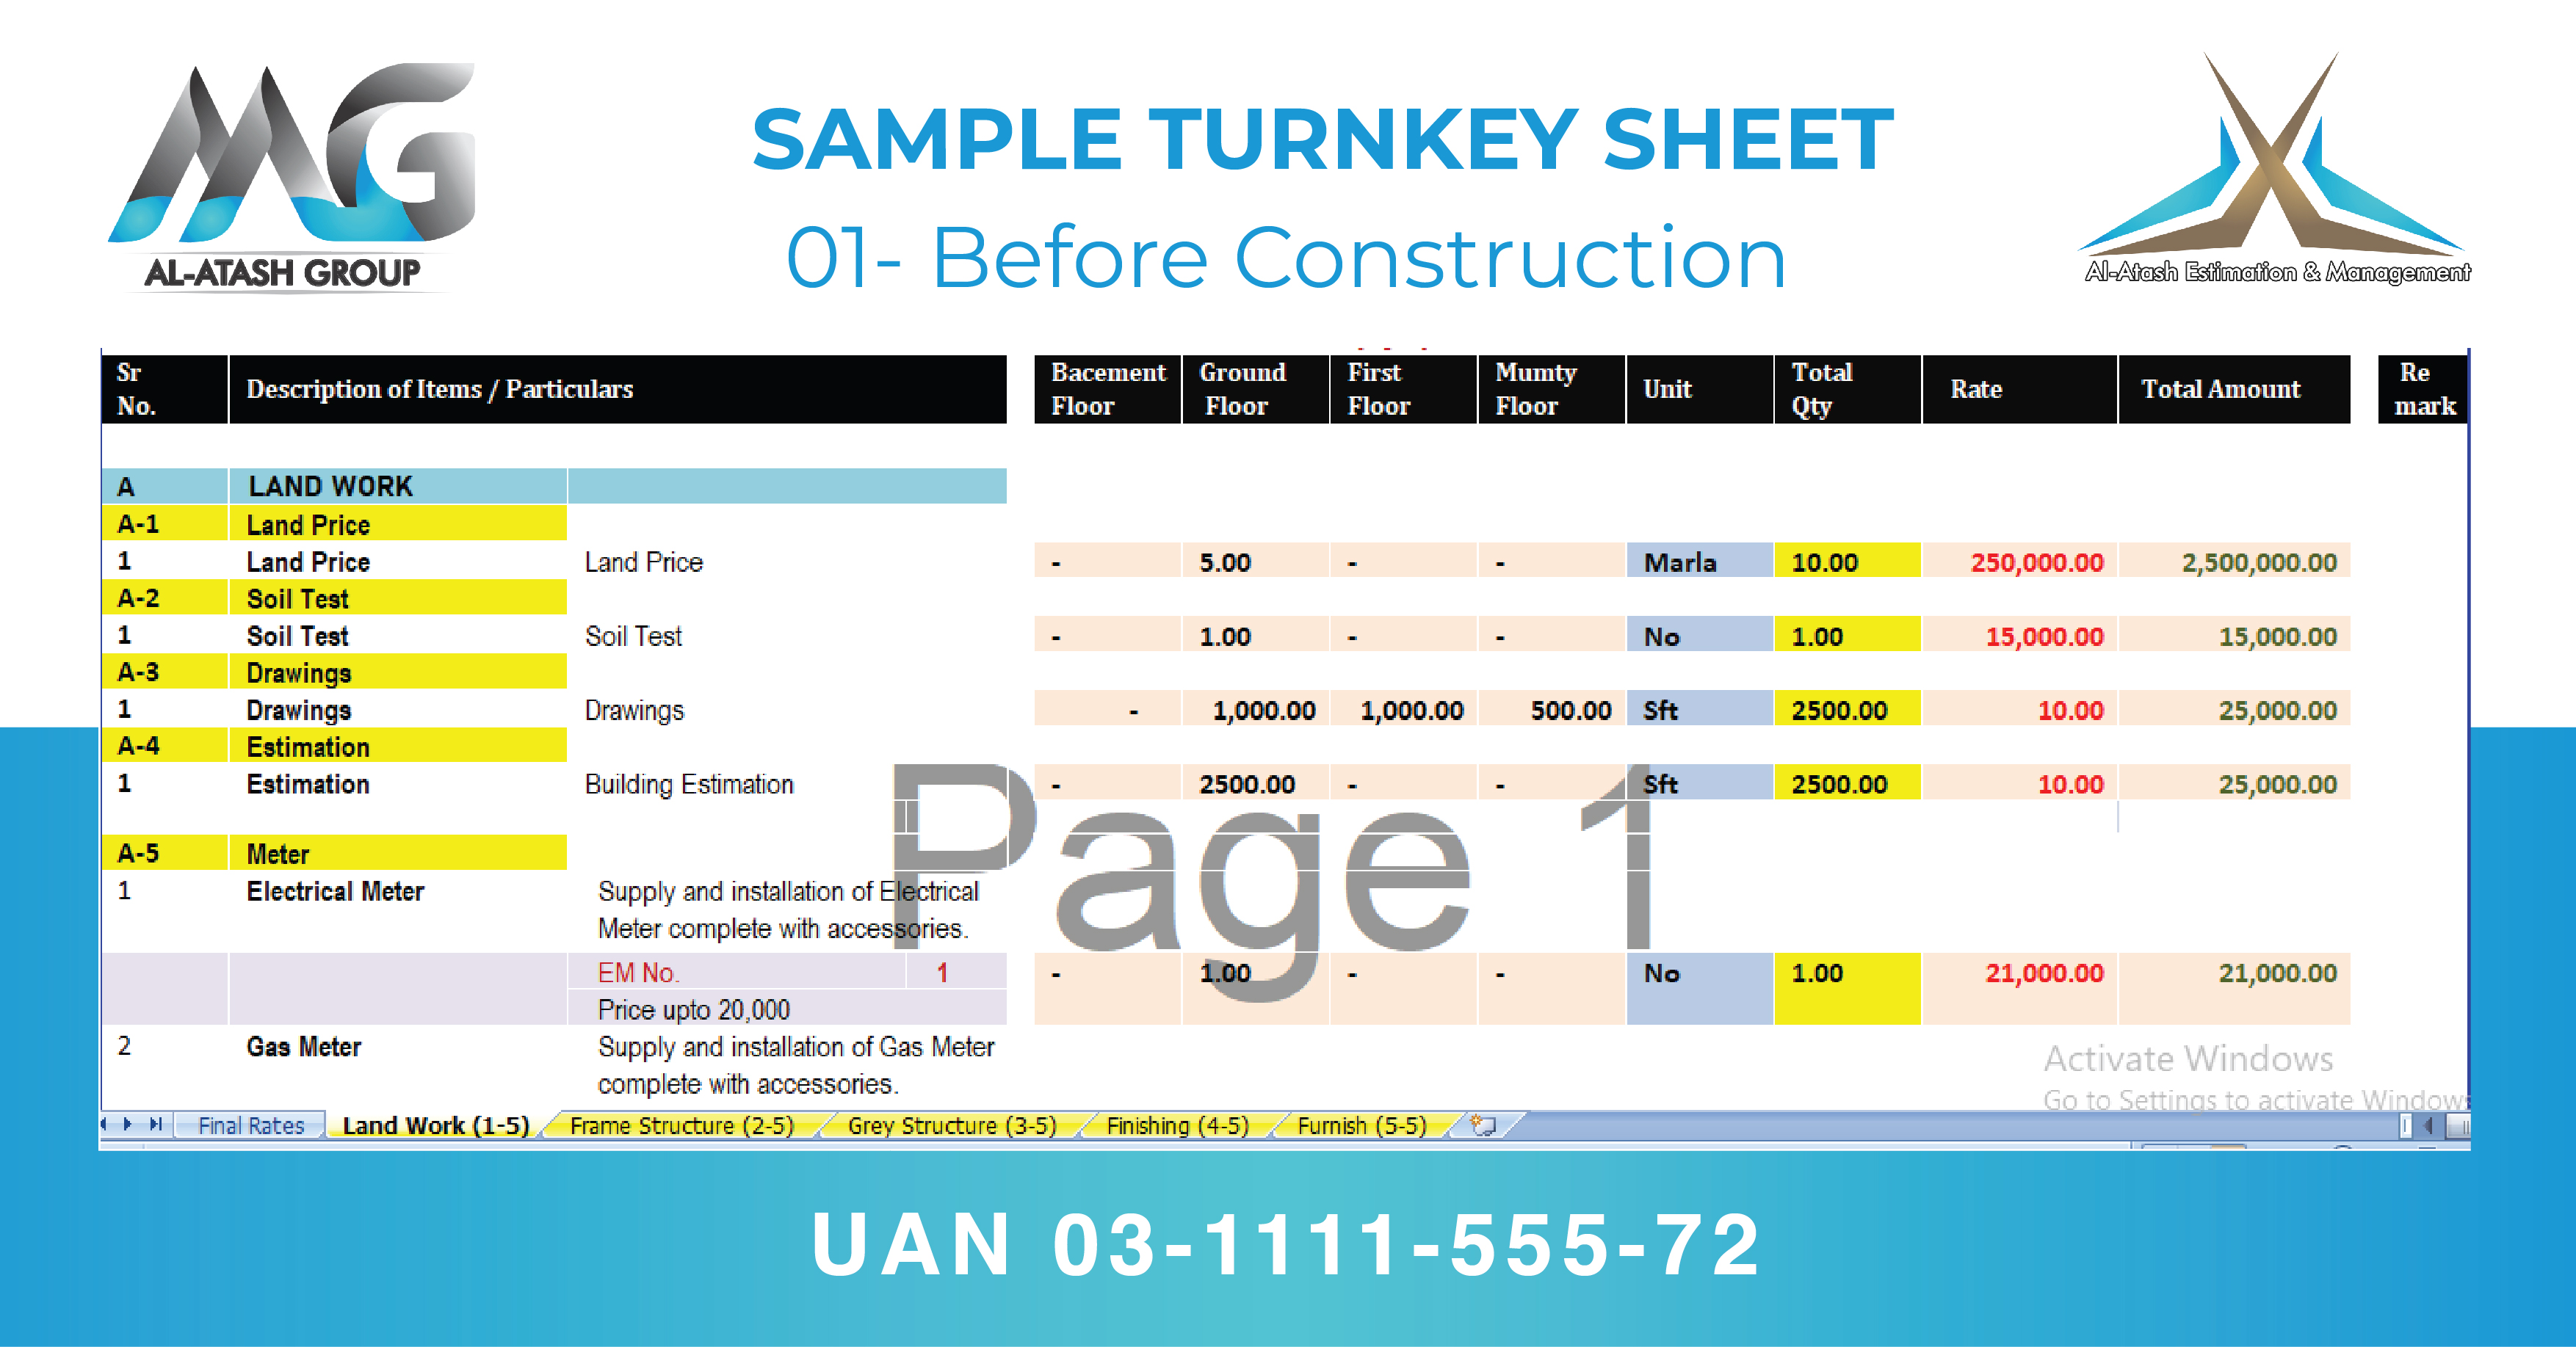 MG
AL-ATASH GROUP
SAMPLE TURNKEY SHEET
01- Before Construction
Al-Atash Estimation & Management
Sr No. Description of Items / Particulars Bacement Floor Ground Floor First Floor Mumty Floor Unit Total Qty Rate Total Amount Re mark
A LAND WORK
A-1 Land Price
1 Land Price Land Price - 5.00 - - Marla 10.00 250,000.00 2,500,000.00
A-2 Soil Test
1 Soil Test Soil Test - 1.00 - - No 1.00 15,000.00 15,000.00
A-3 Drawings
1 Drawings Drawings - 1,000.00 1,000.00 500.00 Sft 2500.00 10.00 25,000.00
A-4 Estimation
1 Estimation Building Estimation - 2500.00 - - Sft 2500.00 10.00 25,000.00
Page 1
A-5 Meter
1 Electrical Meter Supply and installation of Electrical
Meter complete with accessories.
EM No. 1 - 1.00 - - No 1.00 21,000.00 21,000.00
Price upto 20,000
2 Gas Meter Supply and installation of Gas Meter
complete with accessories.
Activate Windows
Go to Settings to activate Windows
Final Rates Land Work (1-5) Frame Structure (2-5) Grey Structure (3-5) Finishing (4-5) Furnish (5-5)
UAN 03-1111-555-72